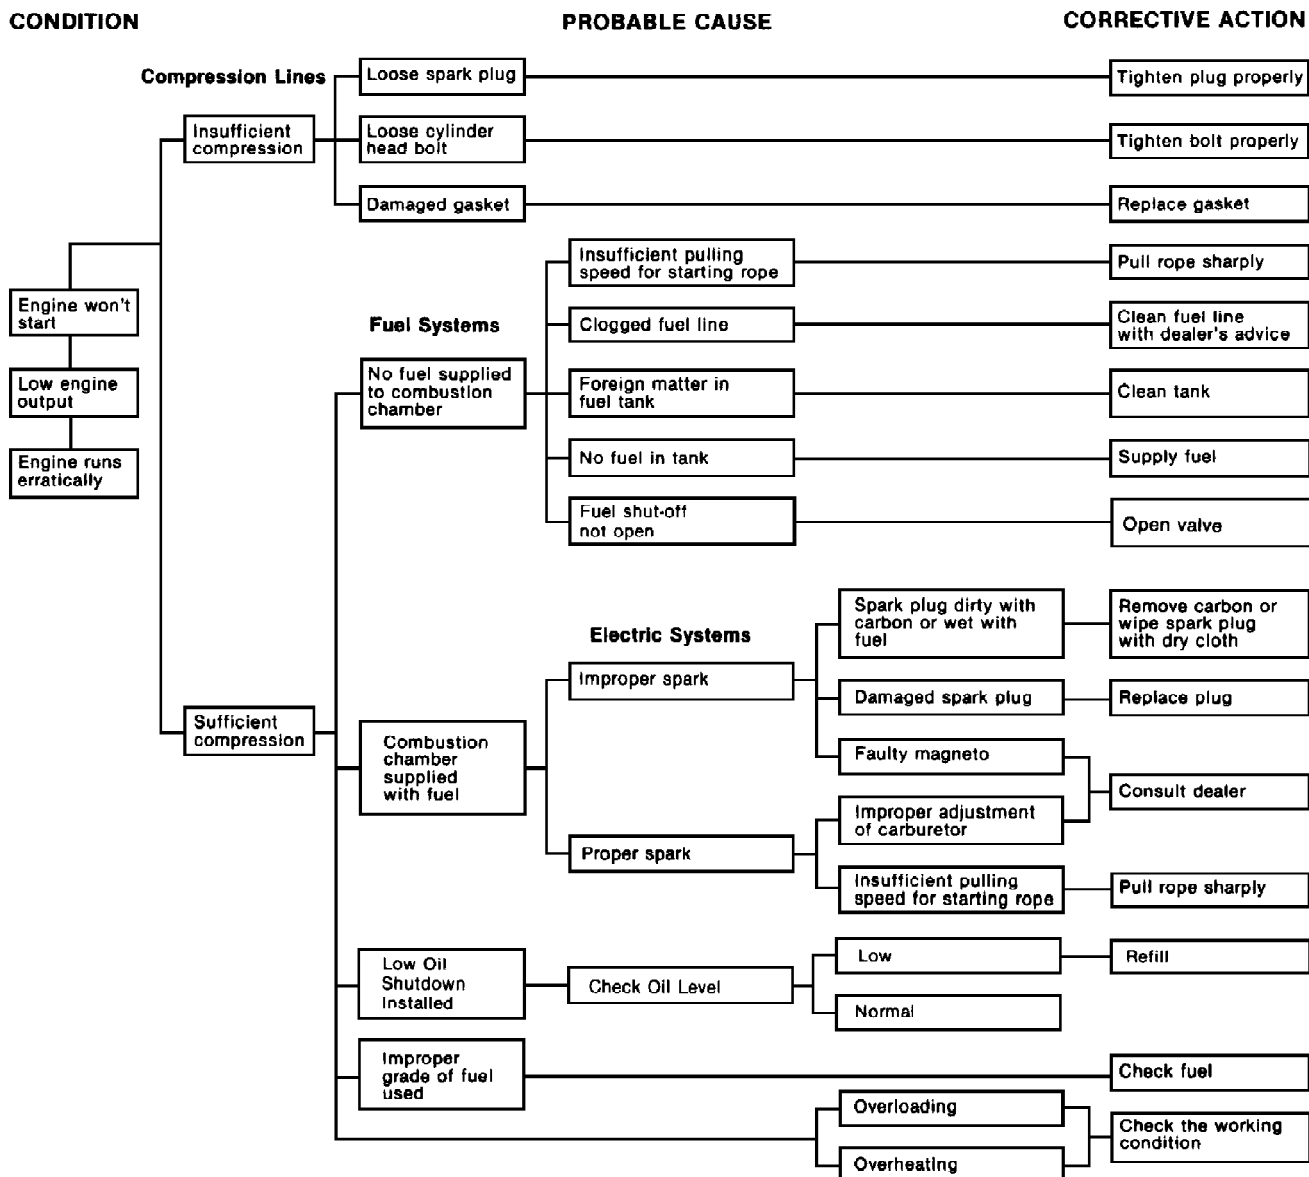 CONDITION
PROBABLE CAUSE
CORRECTIVE ACTION
Compression Lines
Loose spark plug
Tighten plug properly
Insufficient
compression
Loose cylinder
head bolt
Tighten bolt properly
Damaged gasket
Replace gasket
Engine won't
start
Low engine
output
Engine runs
erratically
Fuel Systems
No fuel supplied
to combustion
chamber
Insufficient pulling
speed for starting rope
Pull rope sharply
Clogged fuel line
Clean fuel line
with dealer's advice
Foreign matter in
fuel tank
Clean tank
No fuel in tank
Supply fuel
Fuel shut-off
not open
Open valve
Sufficient
compression
Electric Systems
Combustion
chamber
supplied
with fuel
Improper spark
Spark plug dirty with
carbon or wet with
fuel
Remove carbon or
wipe spark plug
with dry cloth
Damaged spark plug
Replace plug
Faulty magneto
Consult dealer
Proper spark
Improper adjustment
of carburetor
Insufficient pulling
speed for starting rope
Pull rope sharply
Low Oil
Shutdown
Installed
Check Oil Level
Low
Refill
Normal
Improper
grade of fuel
used
Check fuel
Overloading
Overheating
Check the working
condition